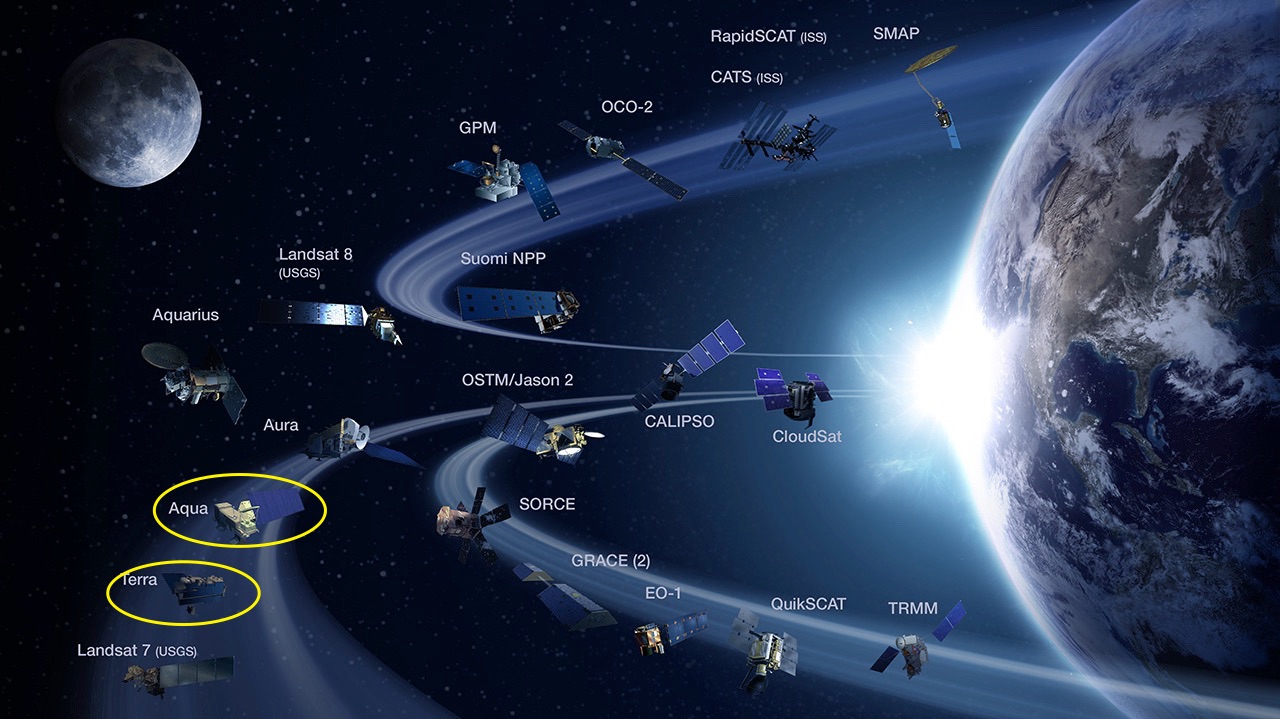 RapidSCAT (ISS)
SMAP
CATS (ISS)
OCO-2
GPM
Landsat 8
(USGS)
Suomi NPP
Aquarius
OSTM/Jason 2
Aura
CALIPSO
CloudSat
Aqua
SORCE
GRACE (2)
Terra
EO-1
QuikSCAT
TRMM
Landsat 7 (USGS)